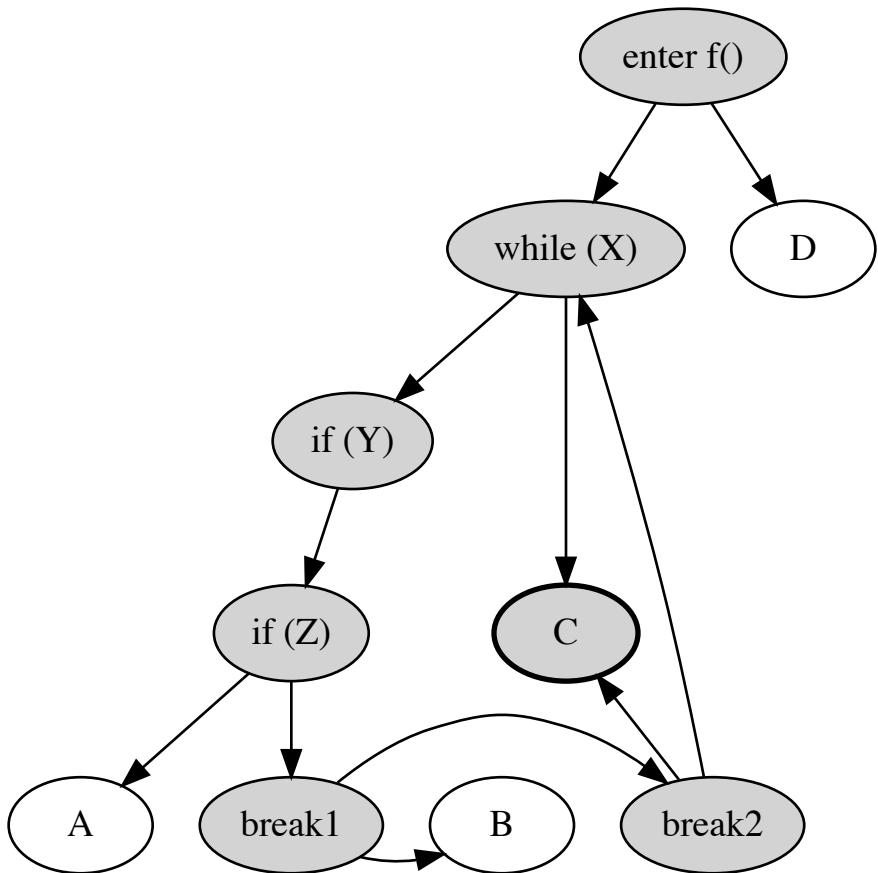 enter f()
while (X)
D
if (Y)
if (Z)
C
A
break1
B
break2